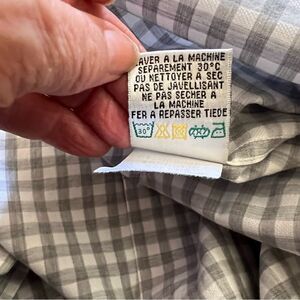 LAVER A LA MACHINE
SEPAREMENT 30°C
OU NETTOYER A SEC
PAS DE JAVELLISANT
NE PAS SECHER A
LA MACHINE
FER A REPASSER TIEDE
30°